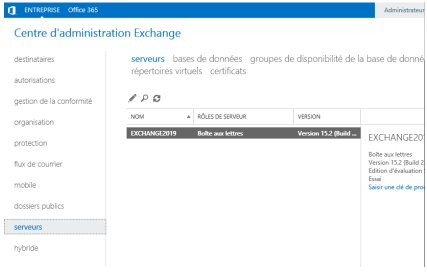 ENTREPRISE Office 365 Administrateur
Centre d'administration Exchange
destinataires
autorisations
gestion de la conformité
organisation
protection
flux de courrier
mobile
dossiers publics
serveurs
hybride
serveurs bases de données groupes de disponibilité de la base de donné
répertoires virtuels certificats
NOM RÔLES DE SERVEUR VERSION
EXCHANGE2019 Boîte aux lettres Version 15.2 (Build ...
EXCHANGE201
Boîte aux lettres
Version 15.2 (Build 2
Edition d'évaluation
Essai
Saisir une clé de pro